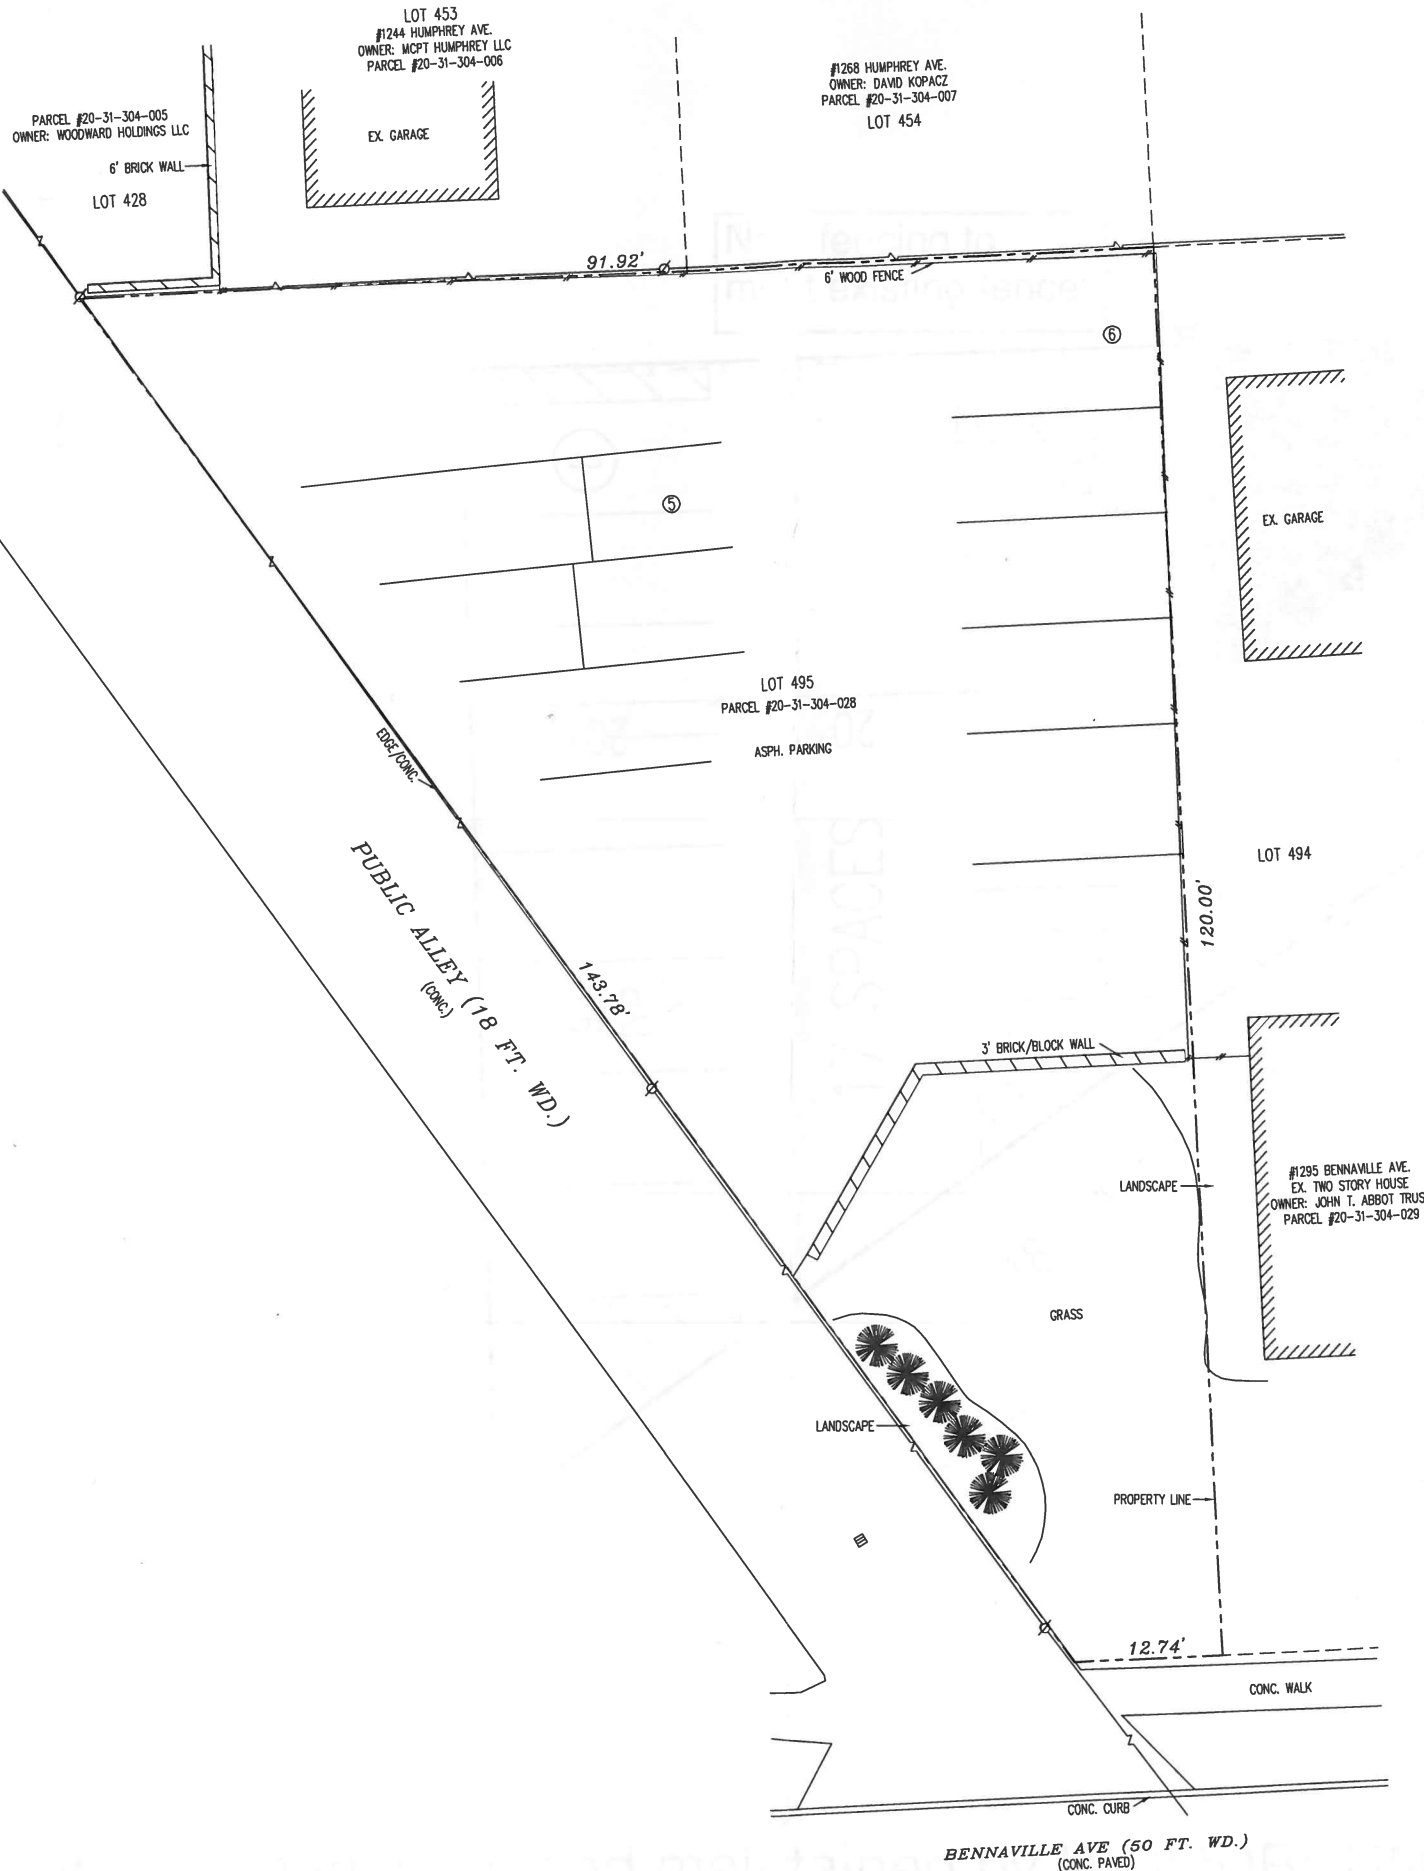 LOT 453
#1244 HUMPHREY AVE.
OWNER: MCPT HUMPHREY LLC
PARCEL #20-31-304-006
#1268 HUMPHREY AVE.
OWNER: DAVID KOPACZ
PARCEL #20-31-304-007
LOT 454
PARCEL #20-31-304-005
OWNER: WOODWARD HOLDINGS LLC
6' BRICK WALL
LOT 428
EX. GARAGE
91.92'
6' WOOD FENCE
6
5
EX. GARAGE
LOT 495
PARCEL #20-31-304-028
ASPH. PARKING
EDGE/CONC.
LOT 494
120.00'
PUBLIC ALLEY (18 FT. WD.)
(CONC.)
143.78'
3' BRICK/BLOCK WALL
LANDSCAPE
#1295 BENNAVILLE AVE.
EX. TWO STORY HOUSE
OWNER: JOHN T. ABBOT TRUS
PARCEL #20-31-304-029
GRASS
LANDSCAPE
PROPERTY LINE
12.74'
CONC. WALK
CONC. CURB
BENNAVILLE AVE (50 FT. WD.)
(CONC. PAVED)